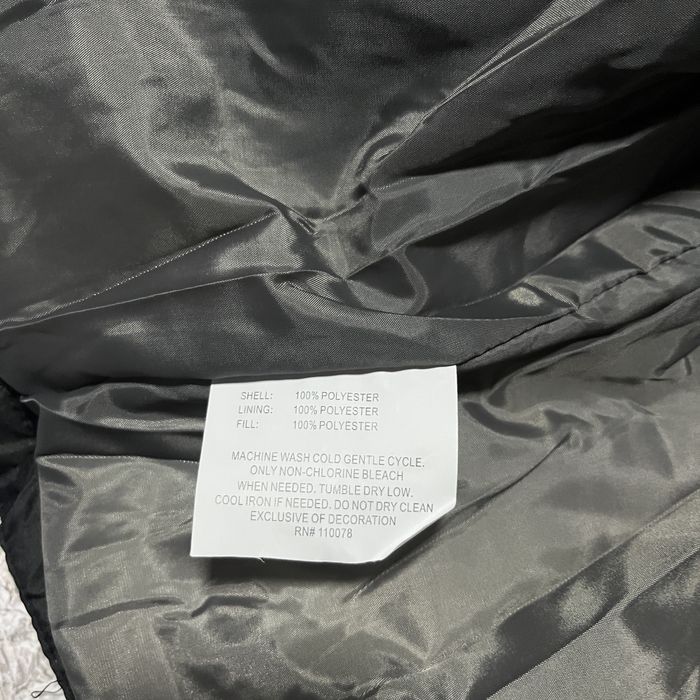 SHELL: 100% POLYESTER
LINING: 100% POLYESTER
FILL: 100% POLYESTER
MACHINE WASH COLD GENTLE CYCLE.
ONLY NON-CHLORINE BLEACH
WHEN NEEDED. TUMBLE DRY LOW.
COOL IRON IF NEEDED. DO NOT DRY CLEAN
EXCLUSIVE OF DECORATION
RN# 110078